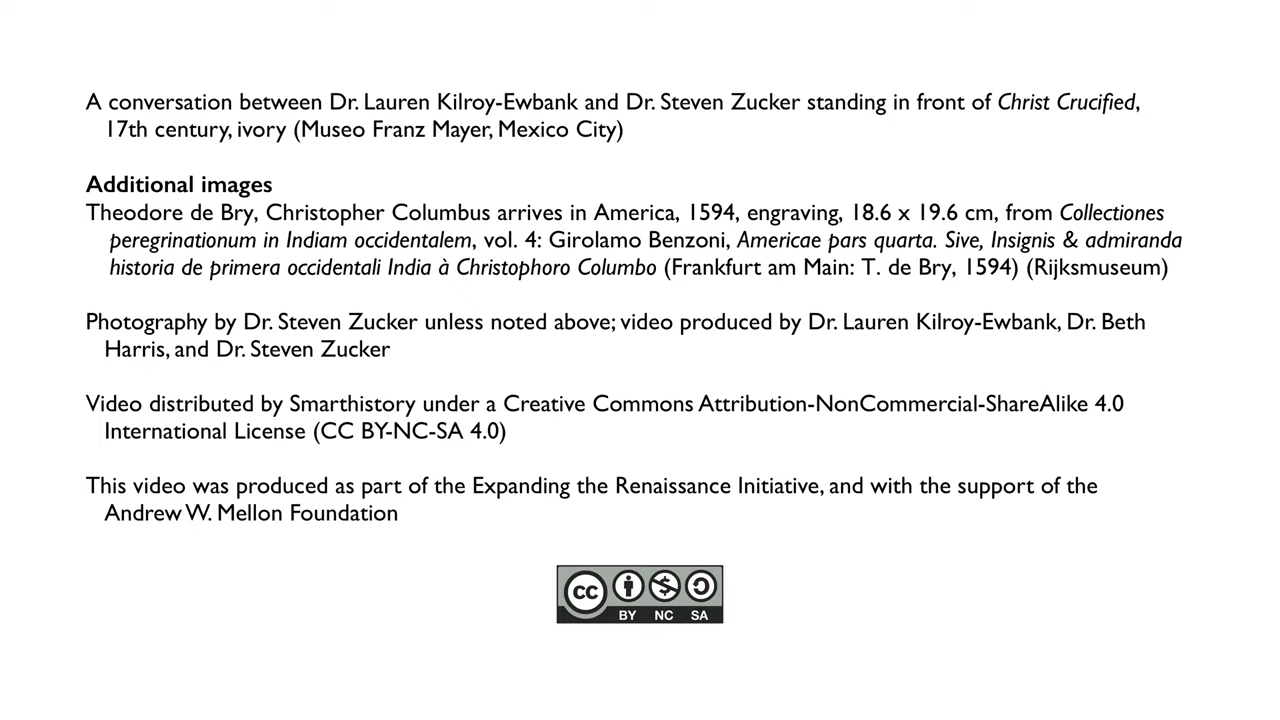 A conversation between Dr. Lauren Kilroy-Ewbank and Dr. Steven Zucker standing in front of Christ Crucified,
17th century, ivory (Museo Franz Mayer, Mexico City)
Additional images
Theodore de Bry, Christopher Columbus arrives in America, 1594, engraving, 18.6 x 19.6 cm, from Collectiones
peregrinationum in Indiam occidentalem, vol. 4: Girolamo Benzoni, Americae pars quarta. Sive, Insignis & admiranda
historia de primera occidentali India à Christophoro Columbo (Frankfurt am Main: T. de Bry, 1594) (Rijksmuseum)
Photography by Dr. Steven Zucker unless noted above; video produced by Dr. Lauren Kilroy-Ewbank, Dr. Beth
Harris, and Dr. Steven Zucker
Video distributed by Smarthistory under a Creative Commons Attribution-NonCommercial-ShareAlike 4.0
International License (CC BY-NC-SA 4.0)
This video was produced as part of the Expanding the Renaissance Initiative, and with the support of the
Andrew W. Mellon Foundation
cc
BY NC SA